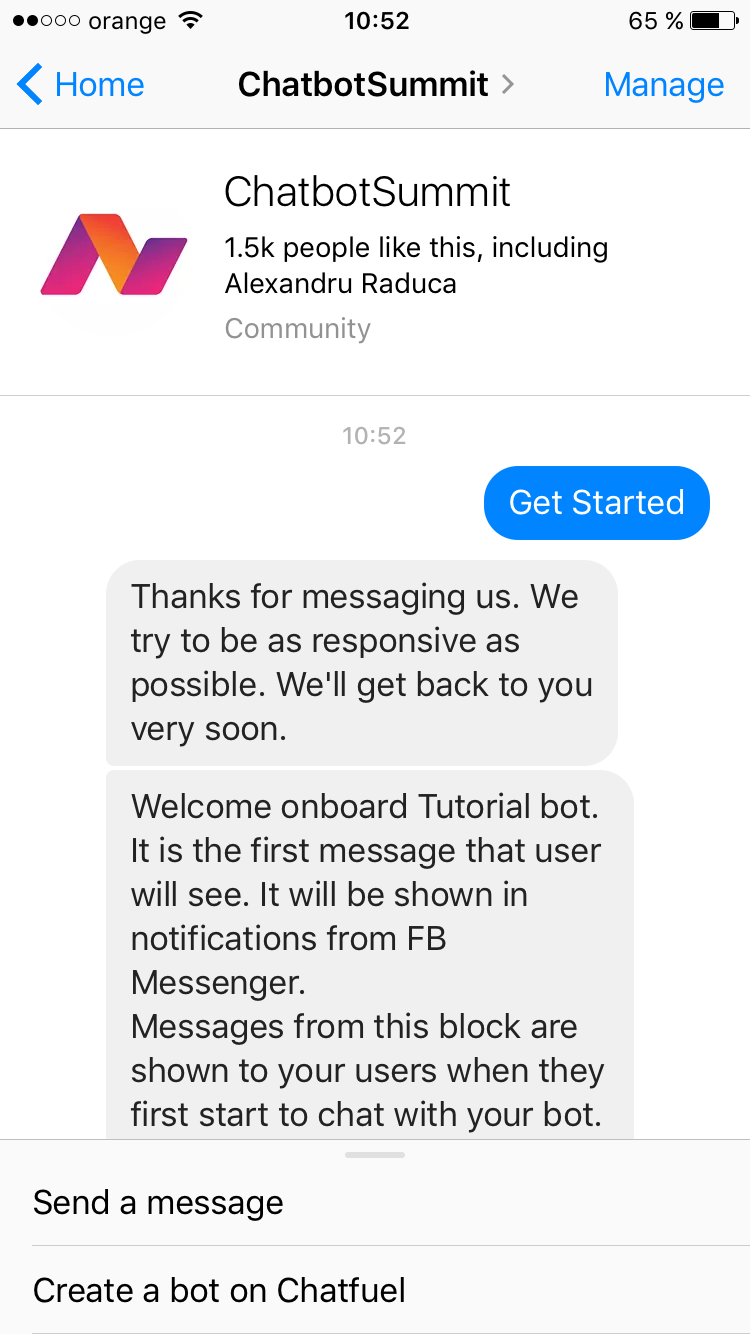 orange 10:52 65 %
Home ChatbotSummit Manage
ChatbotSummit
1.5k people like this, including
Alexandru Raduca
Community
10:52
Get Started
Thanks for messaging us. We
try to be as responsive as
possible. We'll get back to you
very soon.
Welcome onboard Tutorial bot.
It is the first message that user
will see. It will be shown in
notifications from FB
Messenger.
Messages from this block are
shown to your users when they
first start to chat with your bot.
Send a message
Create a bot on Chatfuel